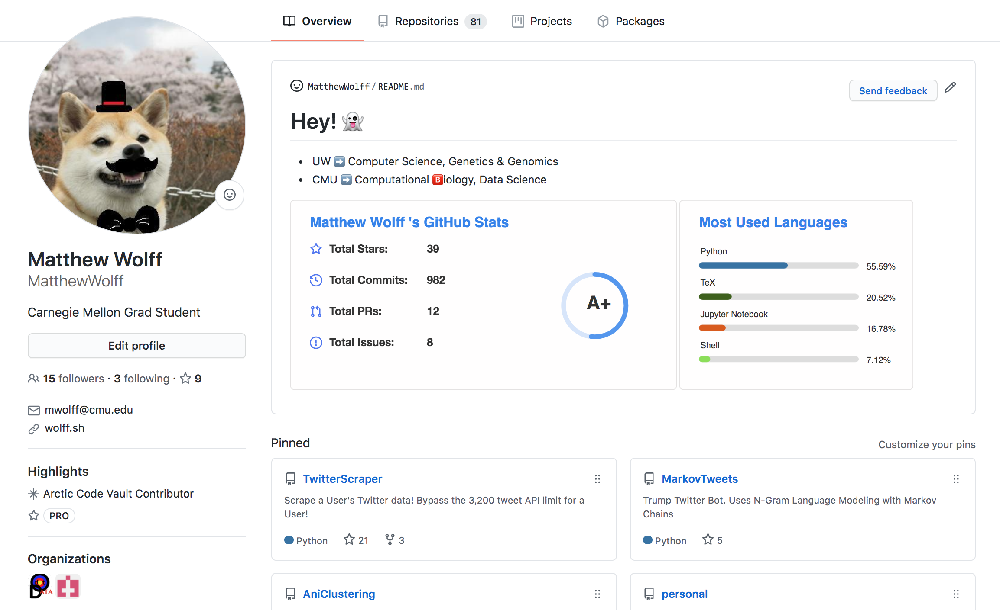 Overview
Repositories 81
Projects
Packages
MatthewWolff/README.md
Send feedback
Hey! 👻
• UW ➡️ Computer Science, Genetics & Genomics
• CMU ➡️ Computational 🅱️iology, Data Science
Matthew Wolff 's GitHub Stats
Total Stars: 39
Total Commits: 982
Total PRs: 12
Total Issues: 8
A+
Most Used Languages
Python
55.59%
TeX
20.52%
Jupyter Notebook
16.78%
Shell
7.12%
Matthew Wolff
MatthewWolff
Carnegie Mellon Grad Student
Edit profile
15 followers · 3 following · 9
mwolff@cmu.edu
wolff.sh
Highlights
Arctic Code Vault Contributor
PRO
Organizations
Dot
DATA
Pinned
Customize your pins
TwitterScraper
Scrape a User's Twitter data! Bypass the 3,200 tweet API limit for a
User!
Python 21 3
MarkovTweets
Trump Twitter Bot. Uses N-Gram Language Modeling with Markov
Chains
Python 5
AniClustering
personal